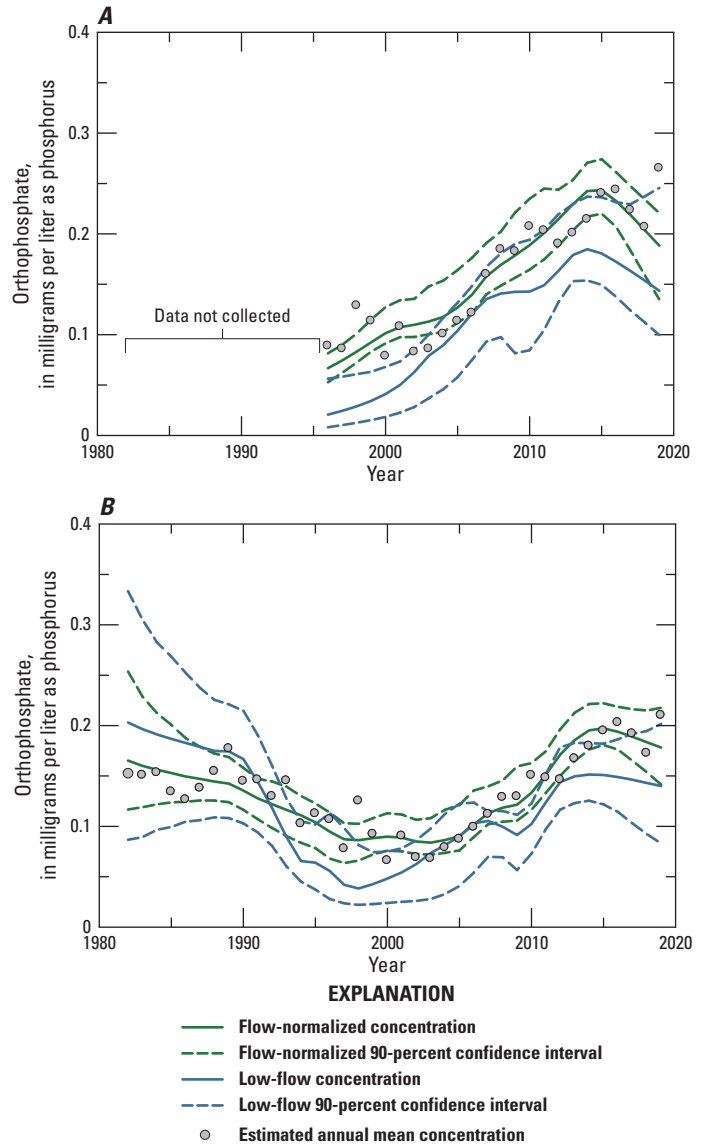 A
Orthophosphate,
in milligrams per liter as phosphorus
0.4
0.3
0.2
0.1
0
Data not collected
1980
1990
2000
2010
2020
Year
B
Orthophosphate,
in milligrams per liter as phosphorus
0.4
0.3
0.2
0.1
0
1980
1990
2000
2010
2020
Year
EXPLANATION
Flow-normalized concentration
Flow-normalized 90-percent confidence interval
Low-flow concentration
Low-flow 90-percent confidence interval
Estimated annual mean concentration